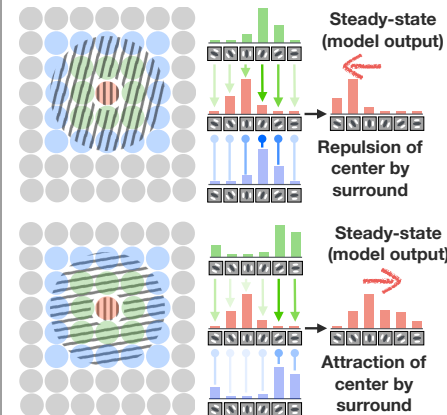 Steady-state
(model output)
Repulsion of
center by
surround
Steady-state
(model output)
Attraction of
center by
surround